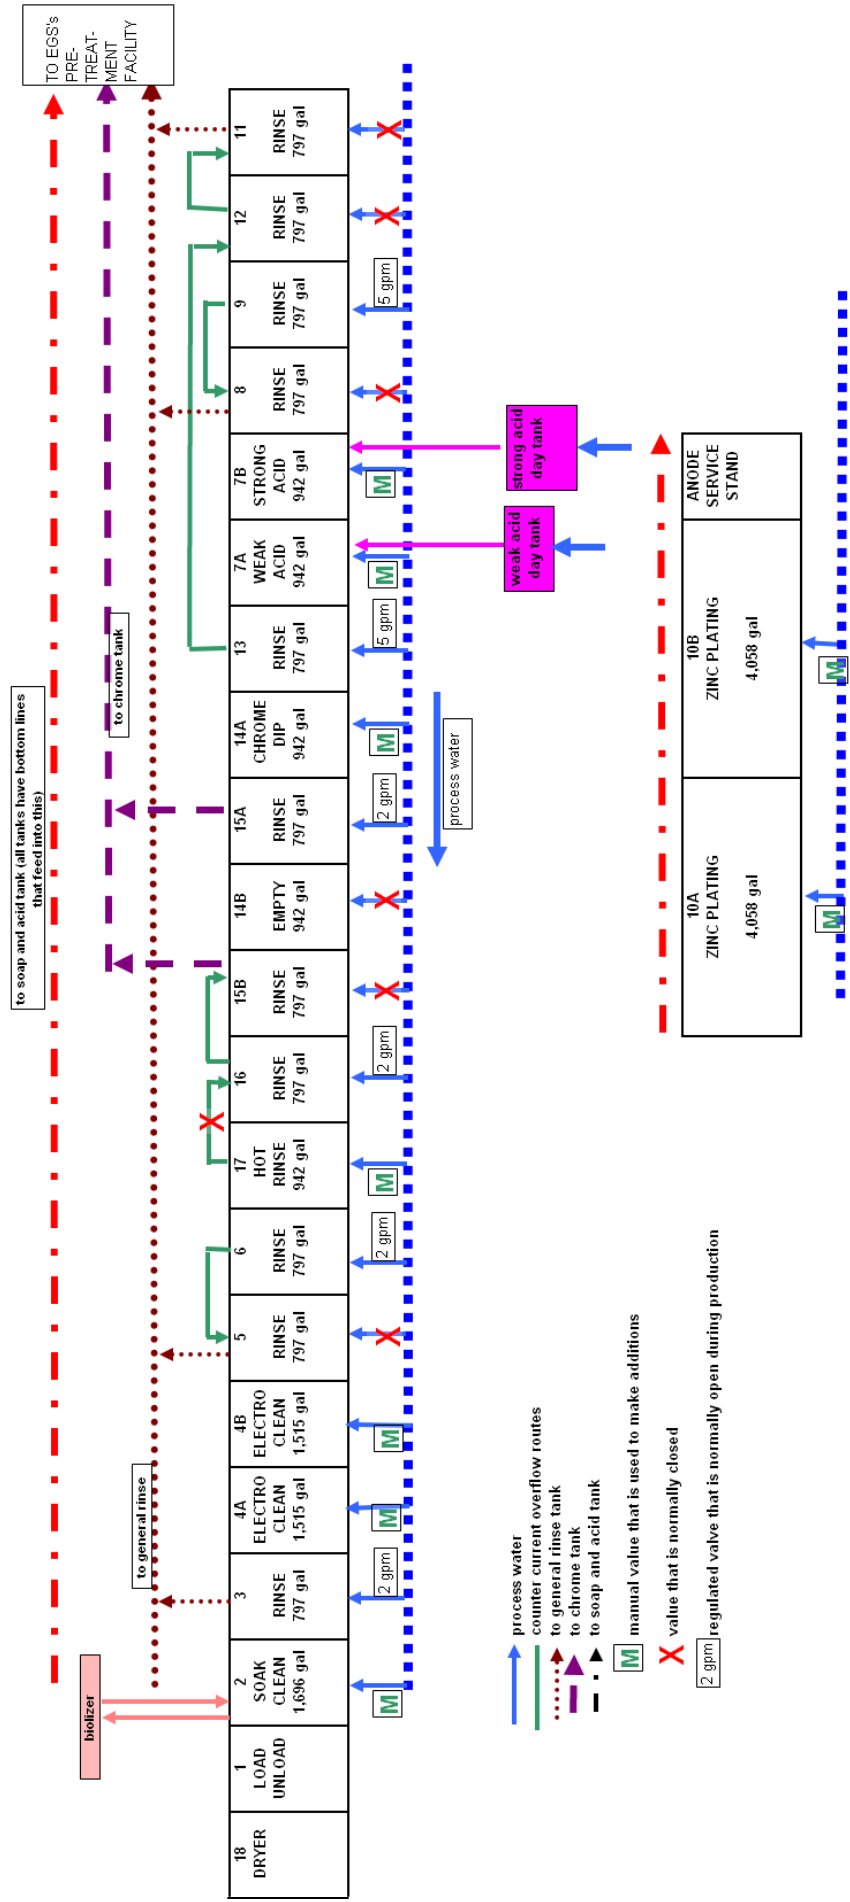 TO EGS's
PRE-
TREAT-
MENT
FACILITY
to soap and acid tank (all tanks have bottom lines
that feed into this)
to chrome tank
to general rinse
biolizer
18
DRYER
1
LOAD
UNLOAD
2
SOAK
CLEAN
1,696 gal
3
RINSE
797 gal
4A
ELECTRO
CLEAN
1,515 gal
4B
ELECTRO
CLEAN
1,515 gal
5
RINSE
797 gal
6
RINSE
797 gal
17
HOT
RINSE
942 gal
16
RINSE
797 gal
15B
RINSE
797 gal
14B
EMPTY
942 gal
15A
RINSE
797 gal
14A
CHROME
DIP
942 gal
13
RINSE
797 gal
7A
WEAK
ACID
942 gal
7B
STRONG
ACID
942 gal
8
RINSE
797 gal
9
RINSE
797 gal
12
RINSE
797 gal
11
RINSE
797 gal
X
M
2 gpm
M
M
X
2 gpm
M
2 gpm
X
X
2 gpm
M
5 gpm
M
M
X
5 gpm
X
X
process water
weak acid
day tank
strong acid
day tank
10A
ZINC PLATING
4,058 gal
10B
ZINC PLATING
4,058 gal
ANODE
SERVICE
STAND
M
M
process water
counter current overflow routes
to general rinse tank
to chrome tank
to soap and acid tank
M manual value that is used to make additions
X value that is normally closed
2 gpm regulated valve that is normally open during production